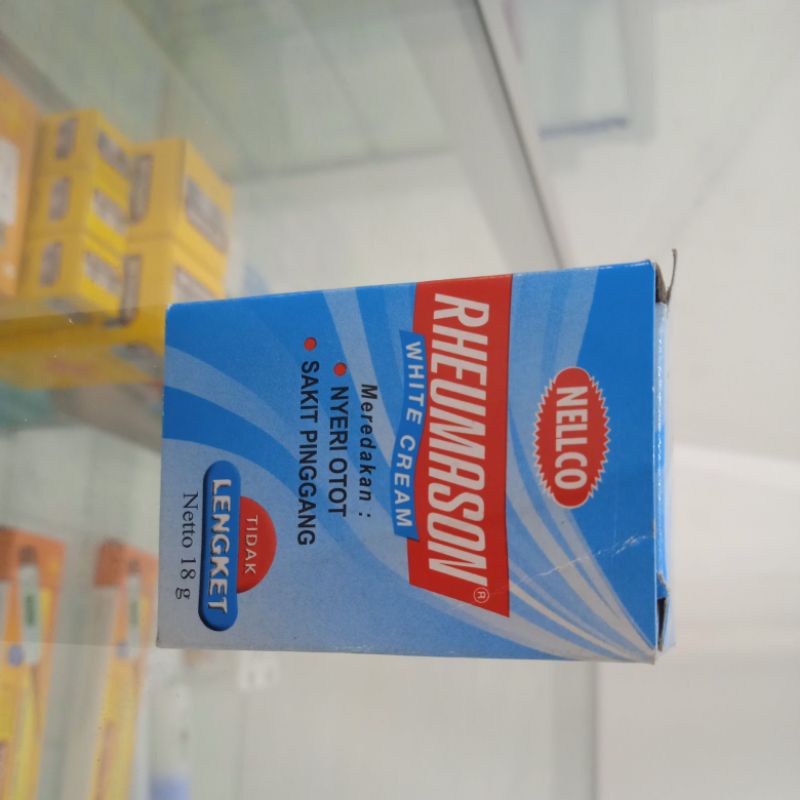 NELLCO
RHEUMASON®
WHITE CREAM
Meredakan :
NYERI OTOT
SAKIT PINGGANG
TIDAK
LENGKET
Netto 18 g